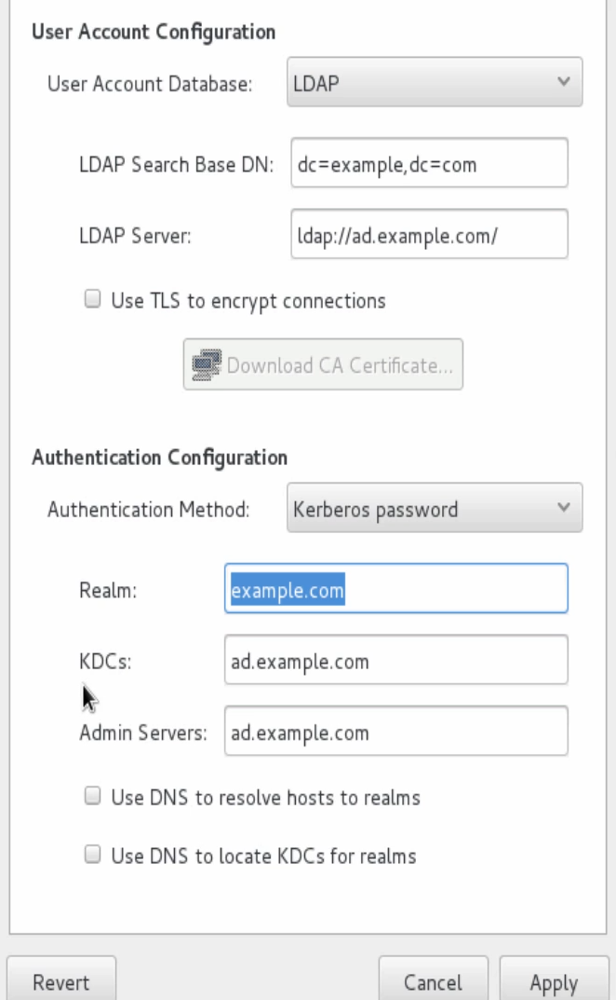 User Account Configuration
User Account Database: LDAP
LDAP Search Base DN: dc=example,dc=com
LDAP Server: ldap://ad.example.com/
Use TLS to encrypt connections
Download CA Certificate...
Authentication Configuration
Authentication Method: Kerberos password
Realm: example.com
KDCs: ad.example.com
Admin Servers: ad.example.com
Use DNS to resolve hosts to realms
Use DNS to locate KDCs for realms
Revert Cancel Apply